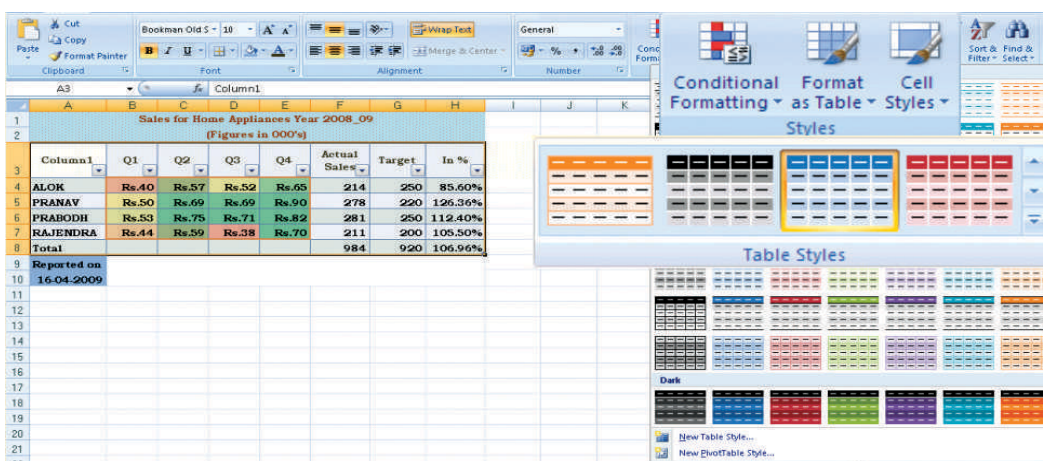 Cut
Copy
Paste
Format Painter
Clipboard
Bookman Old S 10 A A
B I U A
Font
Wrap Text
Merge & Center
Alignment
General
% ,
Number
Conditional Formatting
Format as Table
Cell Styles
Styles
Sort & Filter
Find & Select
A3 fx Column1
A B C D E F G H I J K
1 Sales for Home Appliances Year 2008_09
2 (Figures in 000's)
3 Column1 Q1 Q2 Q3 Q4 Actual Sales Target In %
4 ALOK Rs.40 Rs.57 Rs.52 Rs.65 214 250 85.60%
5 PRANAV Rs.50 Rs.69 Rs.69 Rs.90 278 220 126.36%
6 PRABODH Rs.53 Rs.75 Rs.71 Rs.82 281 250 112.40%
7 RAJENDRA Rs.44 Rs.59 Rs.38 Rs.70 211 200 105.50%
8 Total 984 920 106.96%
9 Reported on
10 16-04-2009
11
12
13
14
15
16
17
18
19
20
21
Table Styles
Dark
New Table Style...
New PivotTable Style...